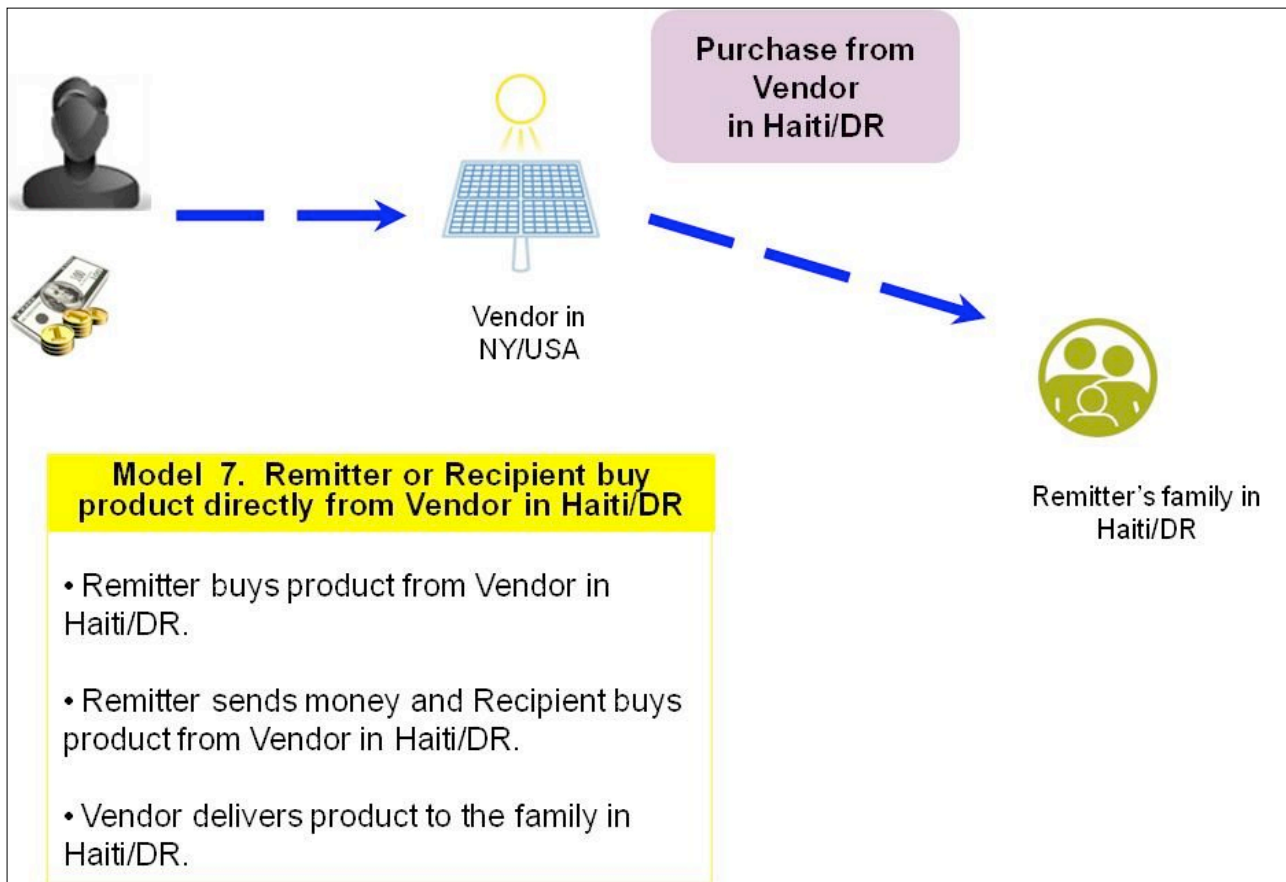 Purchase from
Vendor
in Haiti/DR
Vendor in
NY/USA
Remitter’s family in
Haiti/DR
Model 7. Remitter or Recipient buy
product directly from Vendor in Haiti/DR
• Remitter buys product from Vendor in
Haiti/DR.
• Remitter sends money and Recipient buys
product from Vendor in Haiti/DR.
• Vendor delivers product to the family in
Haiti/DR.